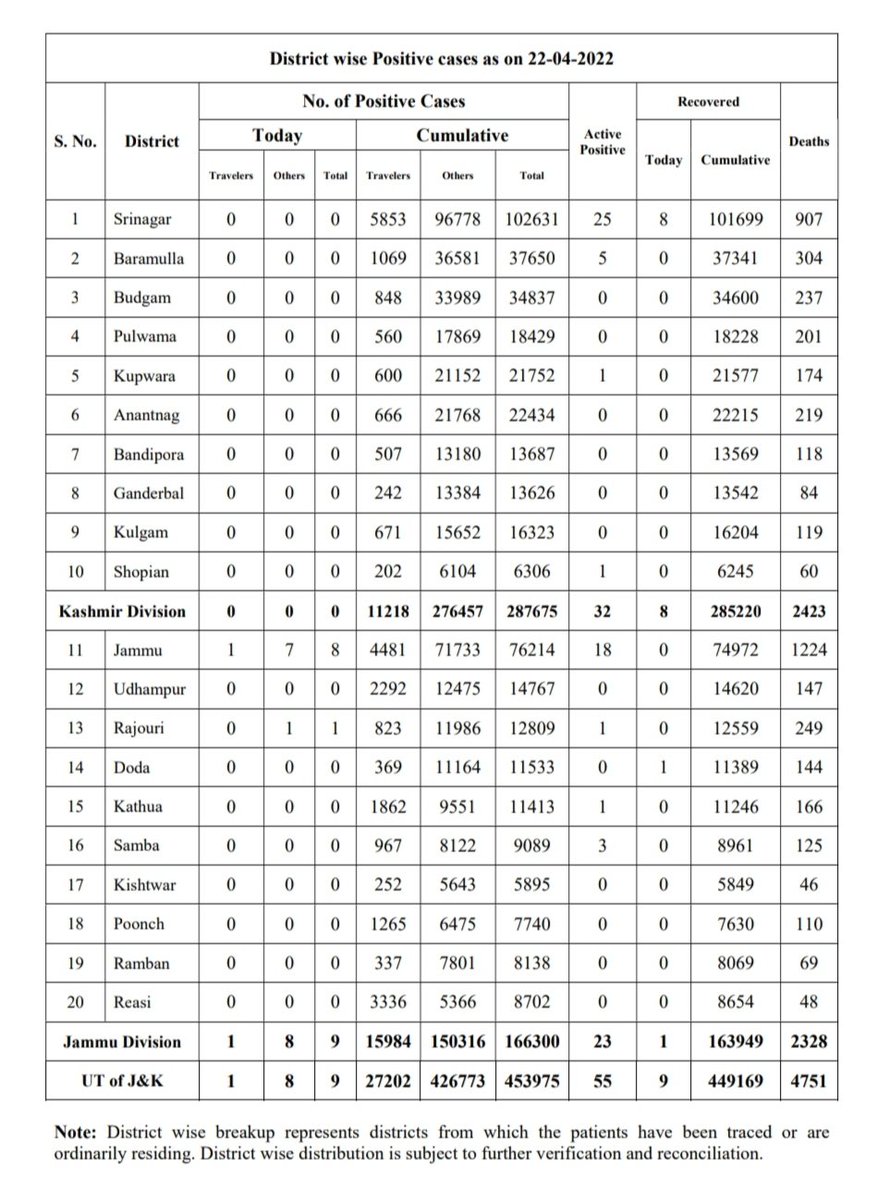 District wise Positive cases as on 22-04-2022
S. No. District No. of Positive Cases Active Positive Recovered Deaths
Today Cumulative Today Cumulative
Travelers Others Total Travelers Others Total
1 Srinagar 0 0 0 5853 96778 102631 25 8 101699 907
2 Baramulla 0 0 0 1069 36581 37650 5 0 37341 304
3 Budgam 0 0 0 848 33989 34837 0 0 34600 237
4 Pulwama 0 0 0 560 17869 18429 0 0 18228 201
5 Kupwara 0 0 0 600 21152 21752 1 0 21577 174
6 Anantnag 0 0 0 666 21768 22434 0 0 22215 219
7 Bandipora 0 0 0 507 13180 13687 0 0 13569 118
8 Ganderbal 0 0 0 242 13384 13626 0 0 13542 84
9 Kulgam 0 0 0 671 15652 16323 0 0 16204 119
10 Shopian 0 0 0 202 6104 6306 1 0 6245 60
Kashmir Division 0 0 0 11218 276457 287675 32 8 285220 2423
11 Jammu 1 7 8 4481 71733 76214 18 0 74972 1224
12 Udhampur 0 0 0 2292 12475 14767 0 0 14620 147
13 Rajouri 0 1 1 823 11986 12809 1 0 12559 249
14 Doda 0 0 0 369 11164 11533 0 1 11389 144
15 Kathua 0 0 0 1862 9551 11413 1 0 11246 166
16 Samba 0 0 0 967 8122 9089 3 0 8961 125
17 Kishtwar 0 0 0 252 5643 5895 0 0 5849 46
18 Poonch 0 0 0 1265 6475 7740 0 0 7630 110
19 Ramban 0 0 0 337 7801 8138 0 0 8069 69
20 Reasi 0 0 0 3336 5366 8702 0 0 8654 48
Jammu Division 1 8 9 15984 150316 166300 23 1 163949 2328
UT of J&K 1 8 9 27202 426773 453975 55 9 449169 4751
Note: District wise breakup represents districts from which the patients have been traced or are
ordinarily residing. District wise distribution is subject to further verification and reconciliation.